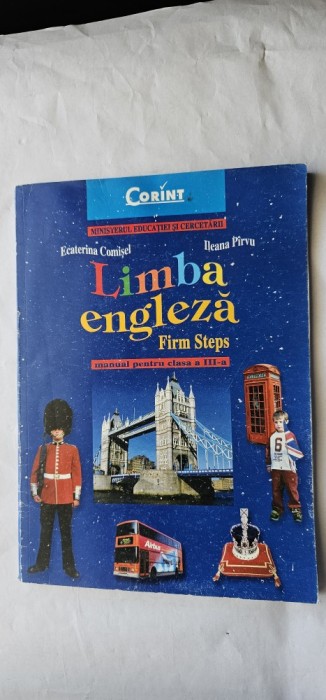 CORINT
MINISTERUL EDUCAȚIEI ȘI CERCETĂRII
Ecaterina Comișel
Ileana Pîrvu
Limba
engleză
Firm Steps
manual pentru clasa a III-a
6